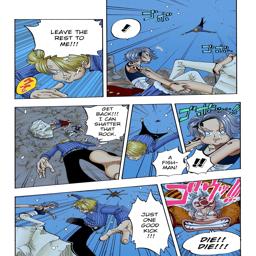 LEAVE THE
REST TO
ME!!!
!!
GET
BACK!!!
I CAN
SHATTER
THAT
ROCK.
!!
A
FISH-
MAN!
JUST
ONE
GOOD
KICK
!!!
DIE!!
DIE!!!